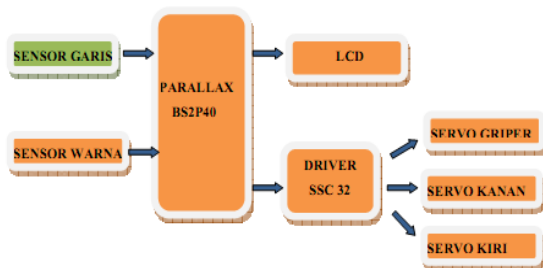 SENSOR GARIS
SENSOR WARNA
PARALLAX
BS2P40
LCD
DRIVER
SSC 32
SERVO GRIPER
SERVO KANAN
SERVO KIRI